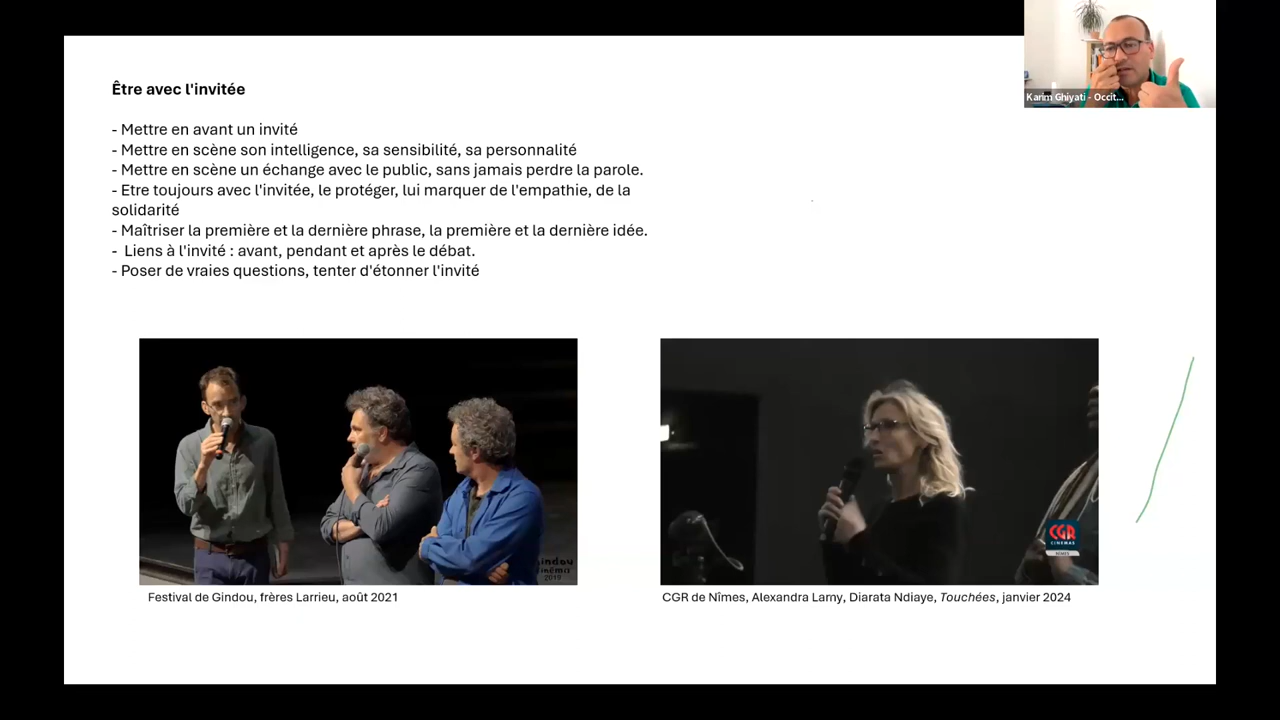 Être avec l'invitée
- Mettre en avant un invité
- Mettre en scène son intelligence, sa sensibilité, sa personnalité
- Mettre en scène un échange avec le public, sans jamais perdre la parole.
- Etre toujours avec l'invitée, le protéger, lui marquer de l'empathie, de la
solidarité
- Maîtriser la première et la dernière phrase, la première et la dernière idée.
- Liens à l'invité : avant, pendant et après le débat.
- Poser de vraies questions, tenter d'étonner l'invité
Karim Ghiyati - Occit...
Gindou
Cinémas
2019
CGR
CINEMAS
NÎMES
Festival de Gindou, frères Larrieu, août 2021
CGR de Nîmes, Alexandra Lamy, Diarata Ndiaye, Touchées, janvier 2024